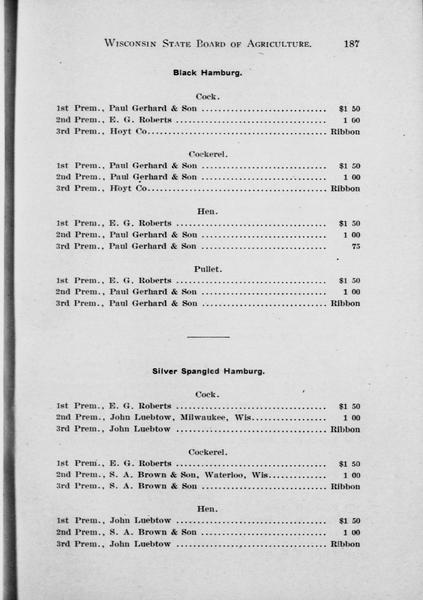 Wisconsin State Board of Agriculture. 187
Black Hamburg.
Cock.
1st Prem., Paul Gerhard & Son .............................. $1 50
2nd Prem., E. G. Roberts .................................... 1 00
3rd Prem., Hoyt Co........................................... Ribbon
Cockerel.
1st Prem., Paul Gerhard & Son .............................. $1 50
2nd Prem., Paul Gerhard & Son .............................. 1 00
3rd Prem., Hoyt Co........................................... Ribbon
Hen.
1st Prem., E. G. Roberts .................................... $1 50
2nd Prem., Paul Gerhard & Son .............................. 1 00
3rd Prem., Paul Gerhard & Son .............................. 75
Pullet.
1st Prem., E. G. Roberts .................................... $1 50
2nd Prem., Paul Gerhard & Son .............................. 1 00
3rd Prem., Paul Gerhard & Son .............................. Ribbon
Silver Spangled Hamburg.
Cock.
1st Prem., E. G. Roberts .................................... $1 50
2nd Prem., John Luebtow, Milwaukee, Wis.................. 1 00
3rd Prem., John Luebtow .................................... Ribbon
Cockerel.
1st Prem., E. G. Roberts .................................... $1 50
2nd Prem., S. A. Brown & Son, Waterloo, Wis.............. 1 00
3rd Prem., S. A. Brown & Son ............................... Ribbon
Hen.
1st Prem., John Luebtow .................................... $1 50
2nd Prem., S. A. Brown & Son ............................... 1 00
3rd Prem., John Luebtow .................................... Ribbon